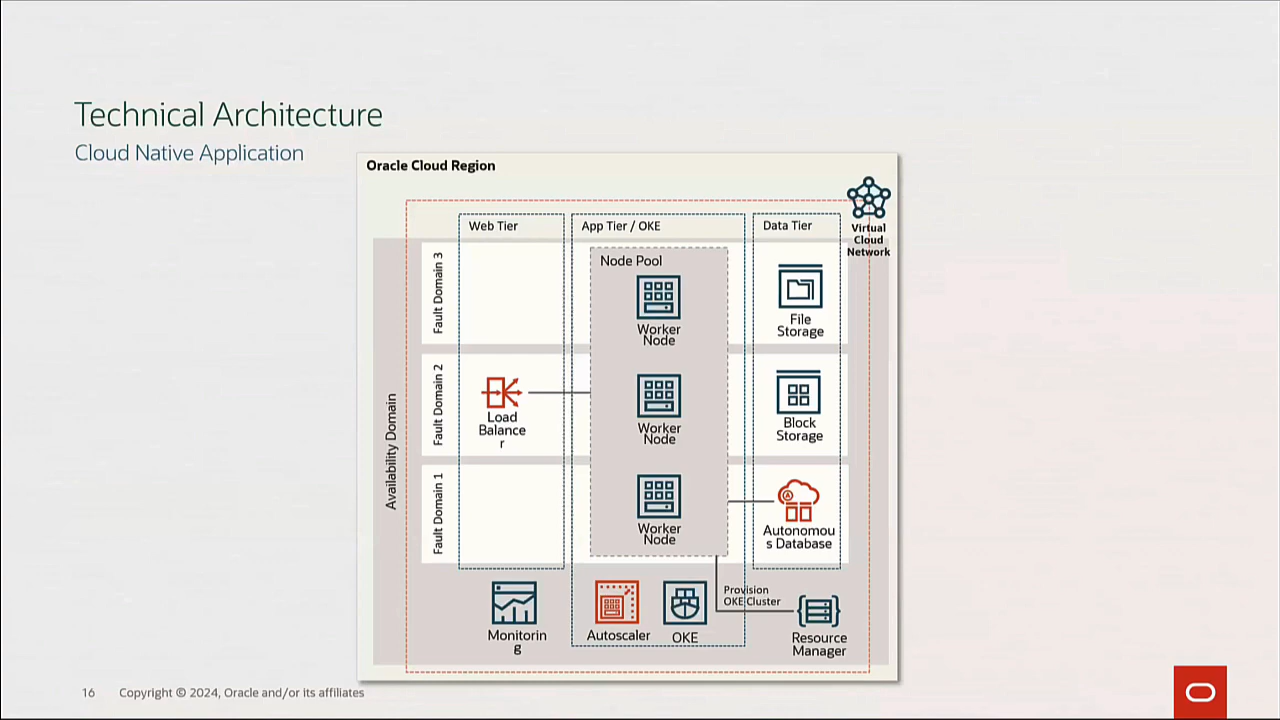 Technical Architecture
Cloud Native Application
Oracle Cloud Region
Virtual
Cloud
Network
Web Tier
App Tier / OKE
Data Tier
Availability Domain
Fault Domain 3
Node Pool
Worker
Node
File
Storage
Fault Domain 2
Load
Balance
r
Worker
Node
Block
Storage
Fault Domain 1
Worker
Node
Autonomou
s Database
Monitorin
g
Autoscaler
OKE
Provision
OKE Cluster
Resource
Manager
16
Copyright © 2024, Oracle and/or its affiliates